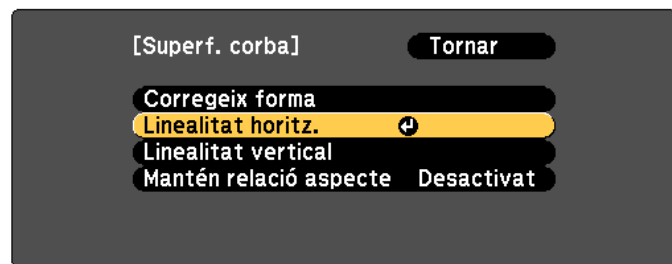 [Superf. corba] Tornar
Corregeix forma
Linealitat horitz.
Linealitat vertical
Mantén relació aspecte Desactivat